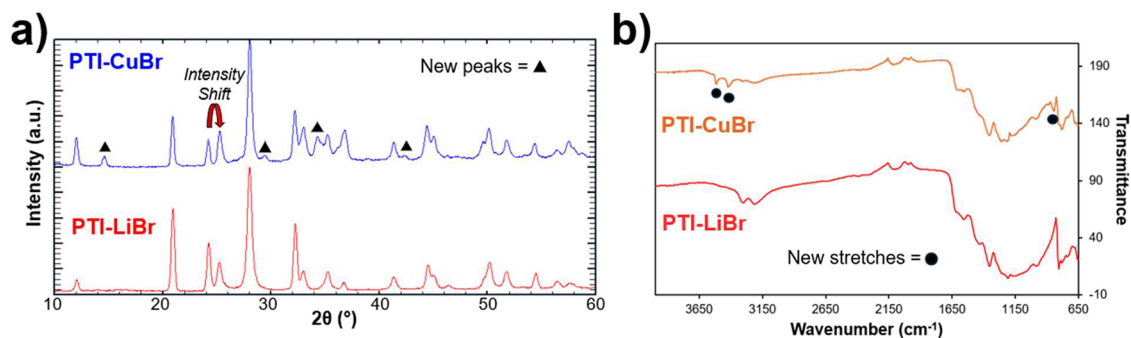 a)
PTI-CuBr
Intensity
Shift
New peaks = ▲
PTI-LiBr
Intensity (a.u.)
10 20 30 40 50 60
2θ (°)
b)
190
PTI-CuBr
140
90
PTI-LiBr
40
New stretches = ●
-10
3650 3150 2650 2150 1650 1150 650
Wavenumber (cm⁻¹)
Transmittance